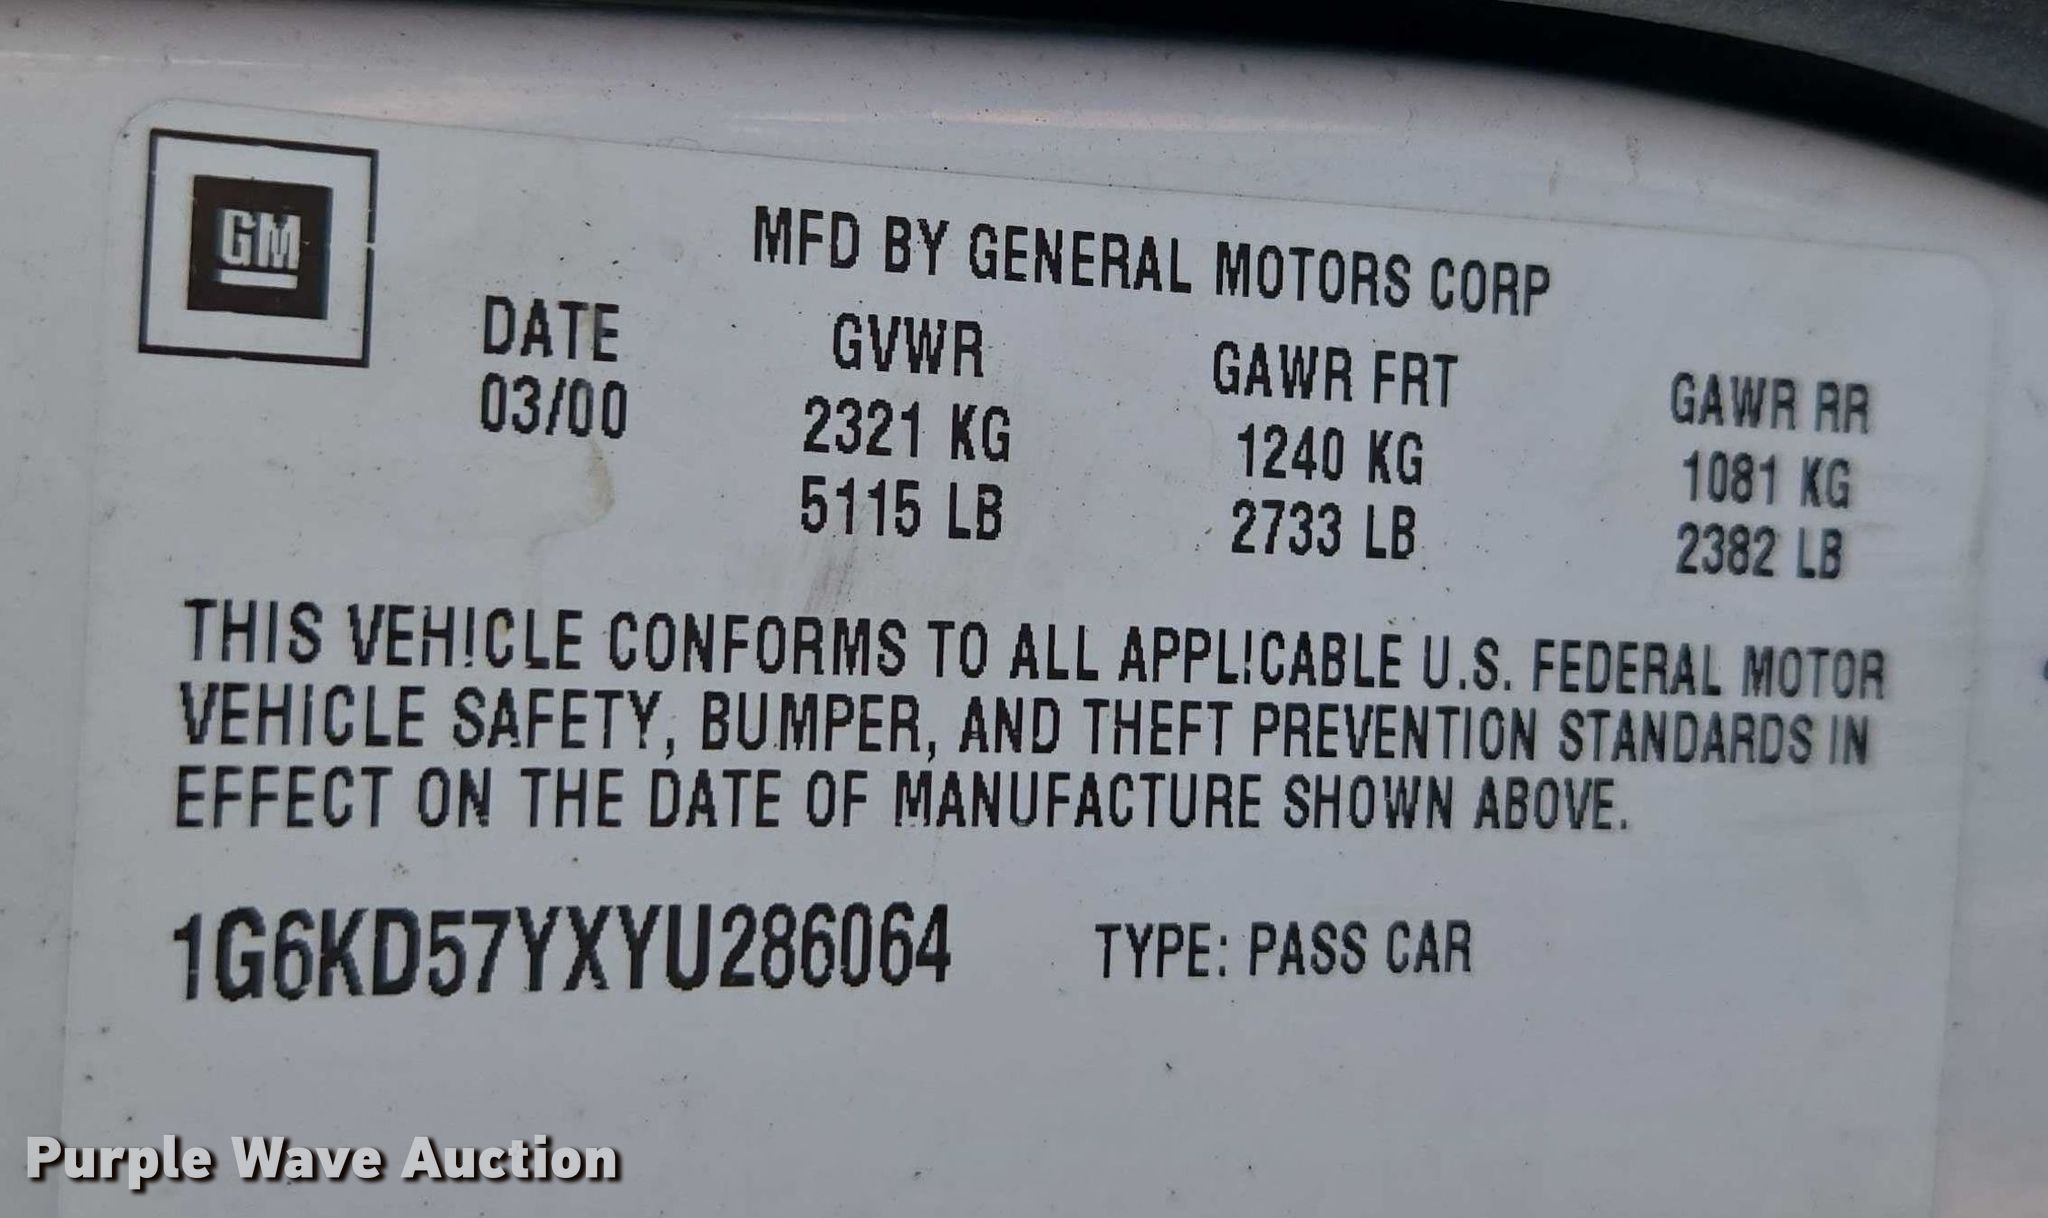 GM
MFD BY GENERAL MOTORS CORP
DATE GVWR GAWR FRT GAWR RR
03/00 2321 KG 1240 KG 1081 KG
5115 LB 2733 LB 2382 LB
THIS VEHICLE CONFORMS TO ALL APPLICABLE U.S. FEDERAL MOTOR
VEHICLE SAFETY, BUMPER, AND THEFT PREVENTION STANDARDS IN
EFFECT ON THE DATE OF MANUFACTURE SHOWN ABOVE.
1G6KD57YXYU286064 TYPE: PASS CAR
Purple Wave Auction